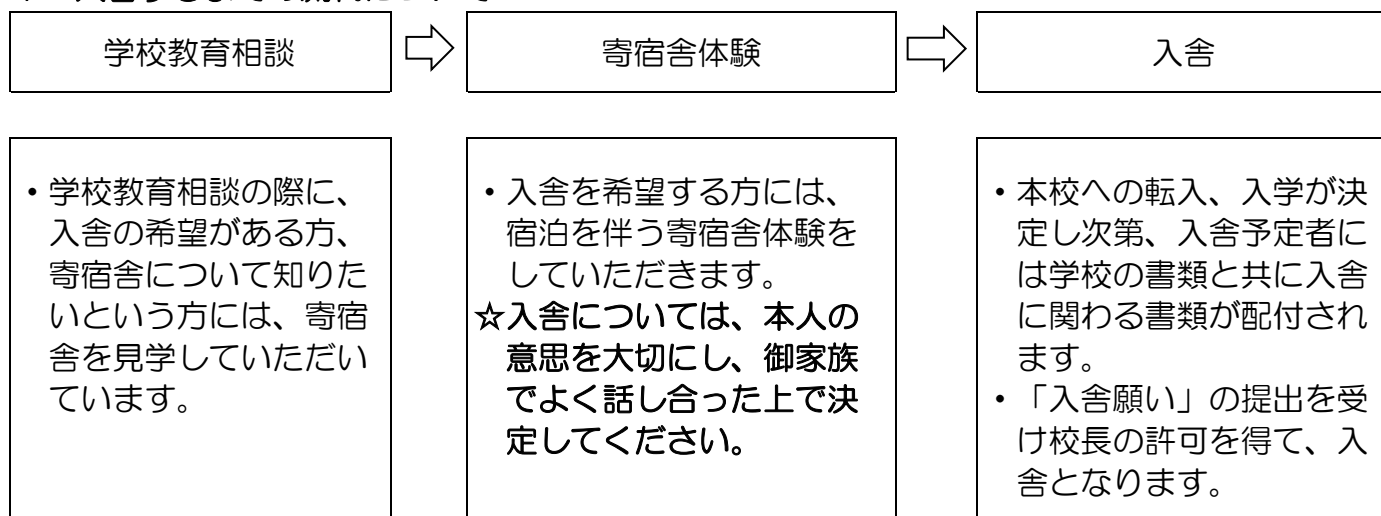 学校教育相談
寄宿舎体験
入舎
・学校教育相談の際に、
入舎の希望がある方、
寄宿舎について知りた
いという方には、寄宿
舎を見学していただい
ています。
・入舎を希望する方には、
宿泊を伴う寄宿舎体験を
していただきます。
☆入舎については、本人の
意思を大切にし、御家族
でよく話し合った上で決
定してください。
・本校への転入、入学が決
定し次第、入舎予定者に
は学校の書類と共に入舎
に関わる書類が配付され
ます。
・「入舎願い」の提出を受
け校長の許可を得て、入
舎となります。